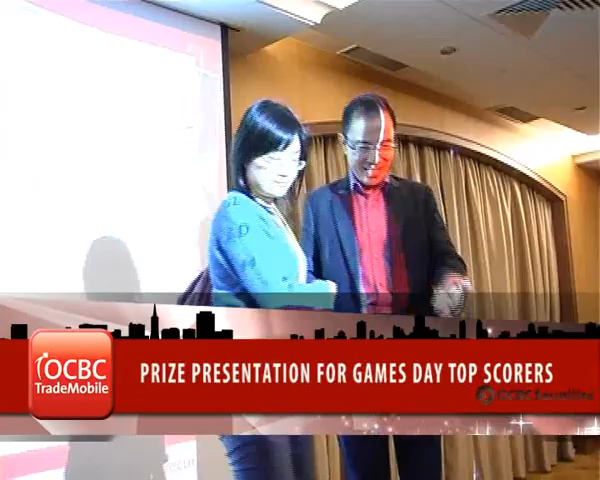 OCBC
TradeMobile
PRIZE PRESENTATION FOR GAMES DAY TOP SCORERS
OCBC Securities